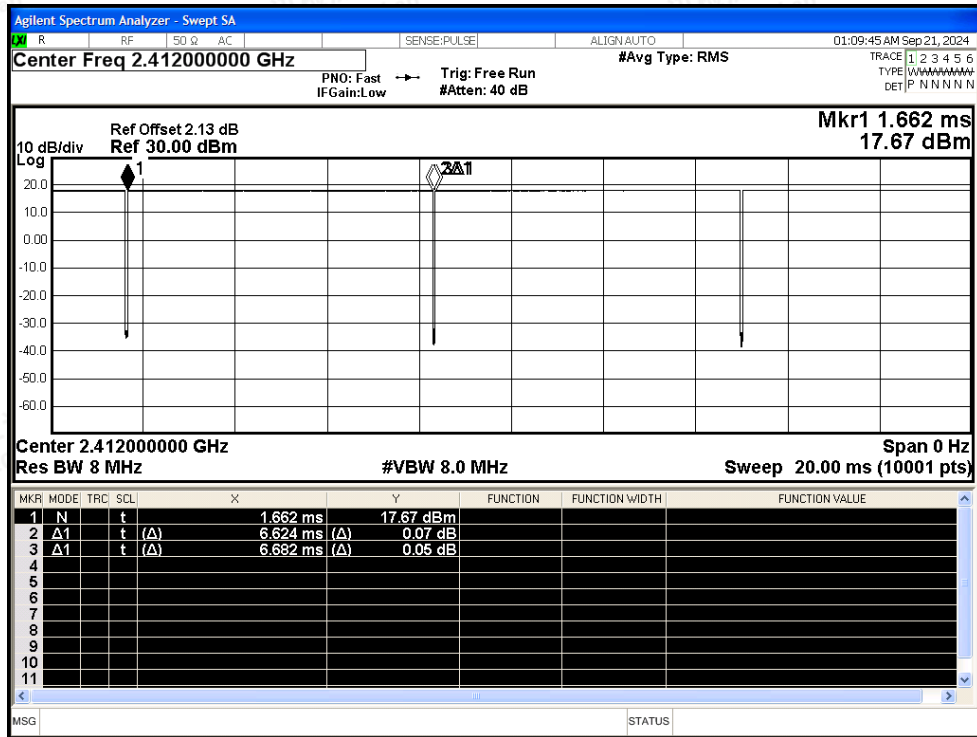 Agilent Spectrum Analyzer - Swept SA
LXI R RF 50 Ω AC SENSE:PULSE ALIGN AUTO 01:09:45 AM Sep 21, 2024
Center Freq 2.412000000 GHz
PNO: Fast
IFGain:Low
Trig: Free Run
#Atten: 40 dB
#Avg Type: RMS
TRACE 1 2 3 4 5 6
TYPE
DET P N N N N N
Mkr1 1.662 ms
17.67 dBm
Ref Offset 2.13 dB
10 dB/div Ref 30.00 dBm
Log
1
20.0
10.0
0.00
-10.0
-20.0
-30.0
-40.0
-50.0
-60.0
Center 2.412000000 GHz Span 0 Hz
Res BW 8 MHz #VBW 8.0 MHz Sweep 20.00 ms (10001 pts)
MKR MODE TRC SCL X Y FUNCTION FUNCTION WIDTH FUNCTION VALUE
1 N t 1.662 ms 17.67 dBm
2 Δ1 t (Δ) 6.624 ms (Δ) 0.07 dB
3 Δ1 t (Δ) 6.682 ms (Δ) 0.05 dB
4
5
6
7
8
9
10
11
MSG STATUS